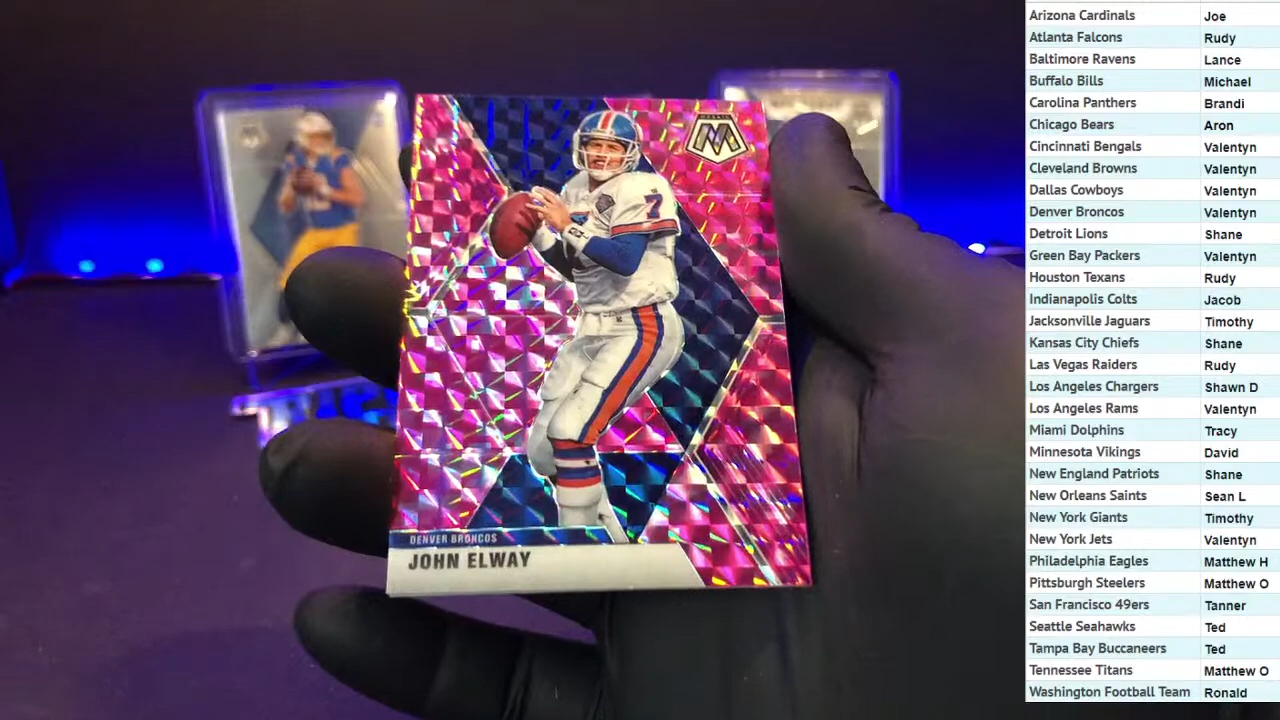 MOSAIC
M
7
DENVER BRONCOS
JOHN ELWAY
Arizona Cardinals Joe
Atlanta Falcons Rudy
Baltimore Ravens Lance
Buffalo Bills Michael
Carolina Panthers Brandi
Chicago Bears Aron
Cincinnati Bengals Valentyn
Cleveland Browns Valentyn
Dallas Cowboys Valentyn
Denver Broncos Valentyn
Detroit Lions Shane
Green Bay Packers Valentyn
Houston Texans Rudy
Indianapolis Colts Jacob
Jacksonville Jaguars Timothy
Kansas City Chiefs Shane
Las Vegas Raiders Rudy
Los Angeles Chargers Shawn D
Los Angeles Rams Valentyn
Miami Dolphins Tracy
Minnesota Vikings David
New England Patriots Shane
New Orleans Saints Sean L
New York Giants Timothy
New York Jets Valentyn
Philadelphia Eagles Matthew H
Pittsburgh Steelers Matthew O
San Francisco 49ers Tanner
Seattle Seahawks Ted
Tampa Bay Buccaneers Ted
Tennessee Titans Matthew O
Washington Football Team Ronald